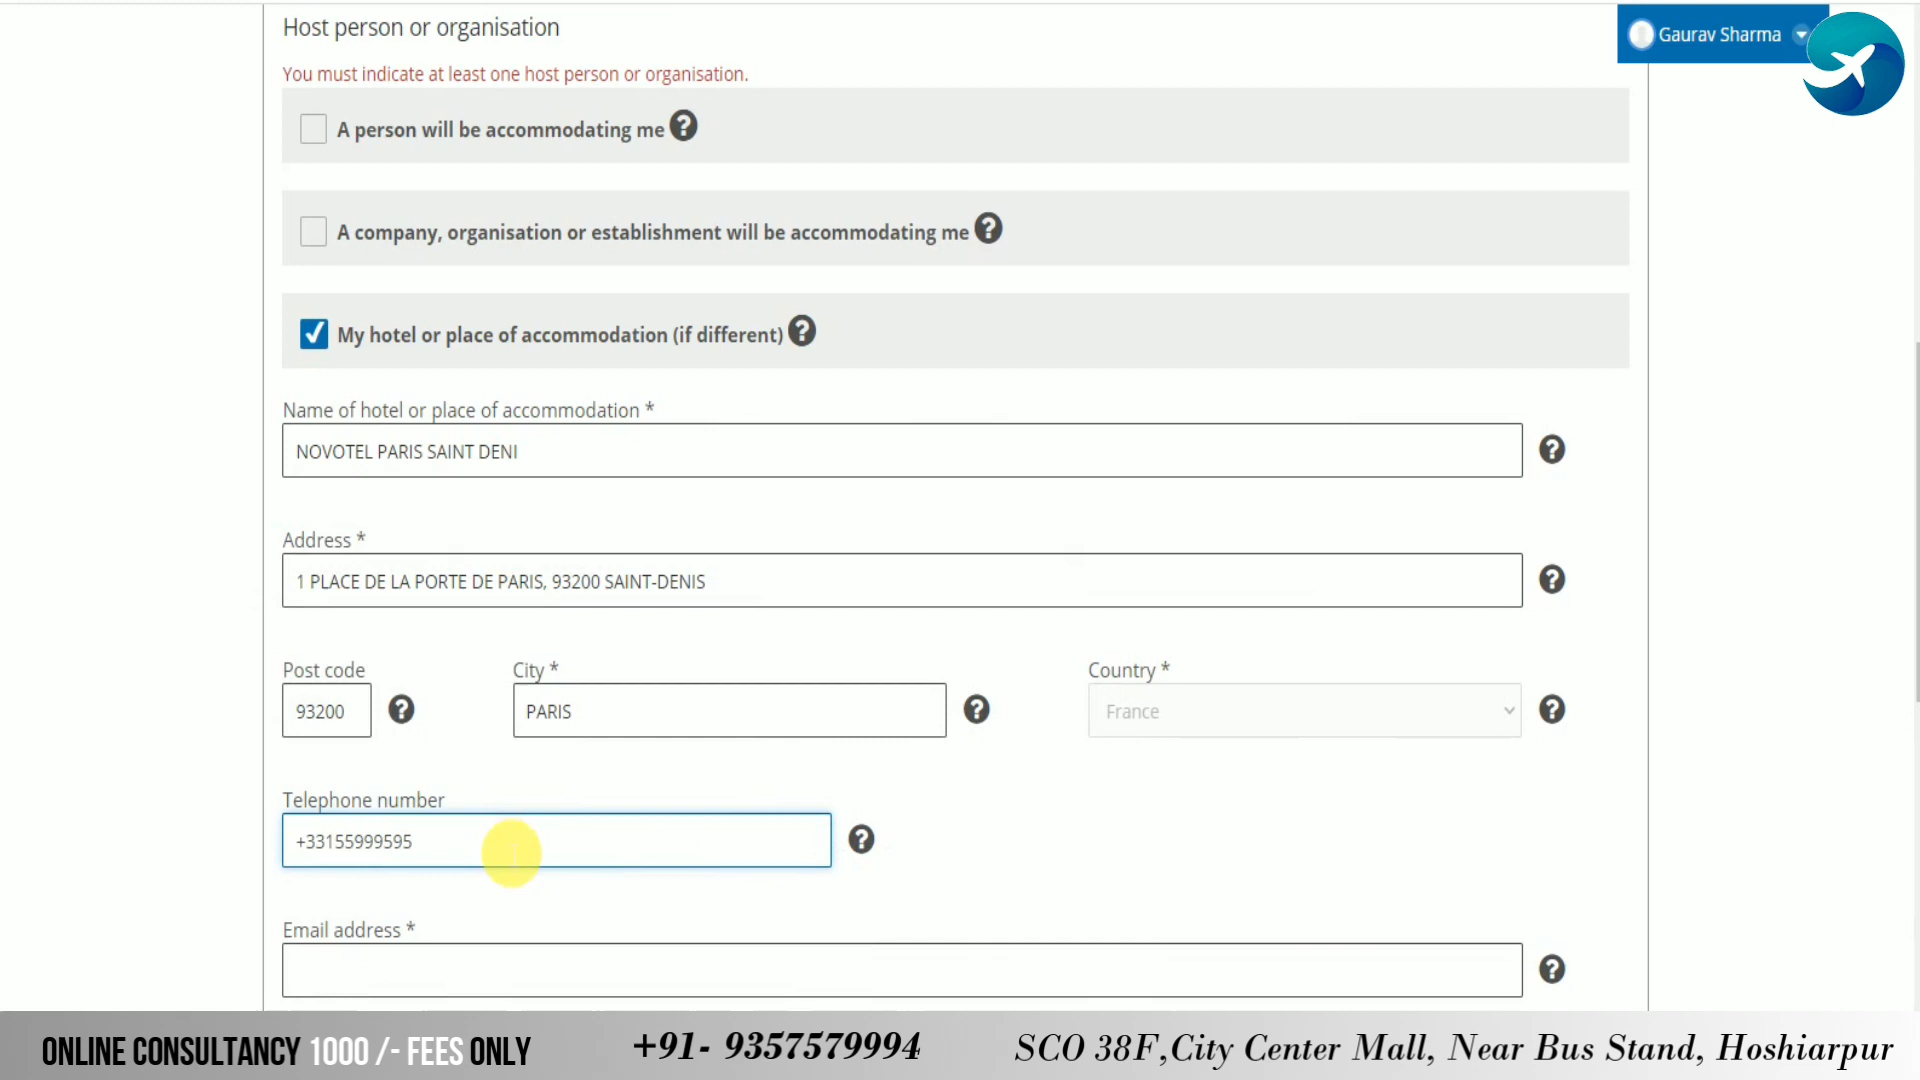 Host person or organisation
Gaurav Sharma
You must indicate at least one host person or organisation.
A person will be accommodating me ?
A company, organisation or establishment will be accommodating me ?
My hotel or place of accommodation (if different) ?
Name of hotel or place of accommodation *
NOVOTEL PARIS SAINT DENI ?
Address *
1 PLACE DE LA PORTE DE PARIS, 93200 SAINT-DENIS ?
Post code City * Country *
93200 ? PARIS ? France ?
Telephone number
+33155999595 ?
Email address *
?
ONLINE CONSULTANCY 1000 /- FEES ONLY +91- 9357579994 SCO 38F,City Center Mall, Near Bus Stand, Hoshiarpur